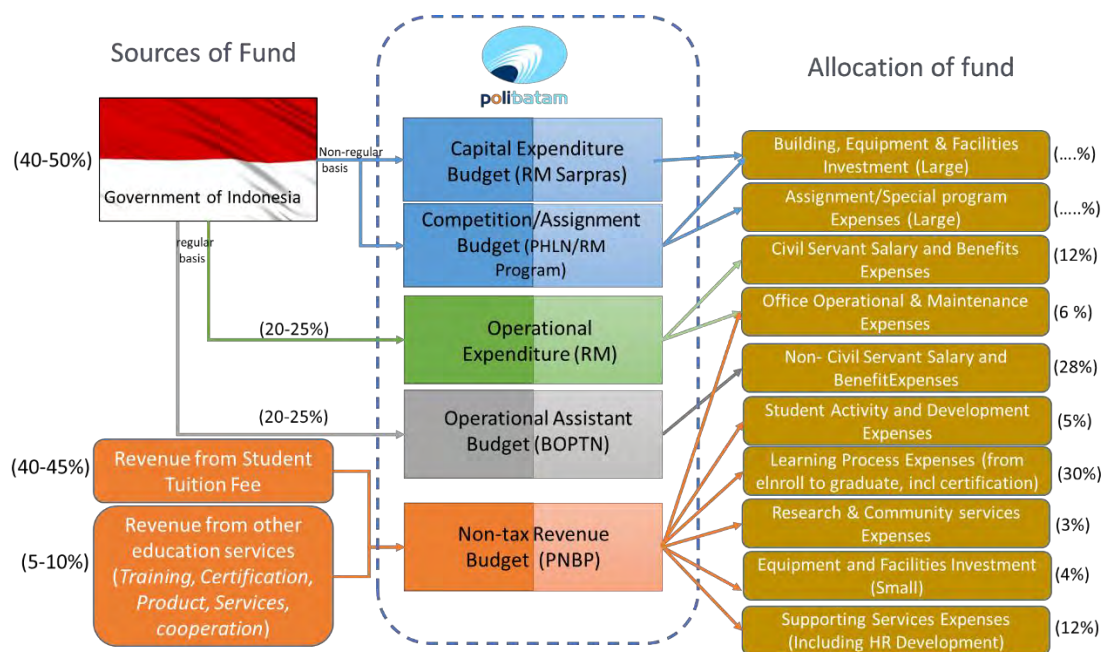 Sources of Fund
polibatam
Allocation of fund
(40-50%)
Government of Indonesia
Non-regular
basis
regular
basis
(20-25%)
(20-25%)
(40-45%)
Revenue from Student
Tuition Fee
(5-10%)
Revenue from other
education services
(Training, Certification,
Product, Services,
cooperation)
Capital Expenditure
Budget (RM Sarpras)
Competition/Assignment
Budget (PHLN/RM
Program)
Operational
Expenditure (RM)
Operational Assistant
Budget (BOPTN)
Non-tax Revenue
Budget (PNBP)
Building, Equipment & Facilities
Investment (Large)
(....%)
Assignment/Special program
Expenses (Large)
(.....%)
Civil Servant Salary and Benefits
Expenses
(12%)
Office Operational & Maintenance
Expenses
(6 %)
Non- Civil Servant Salary and
BenefitExpenses
(28%)
Student Activity and Development
Expenses
(5%)
Learning Process Expenses (from
elnroll to graduate, incl certification)
(30%)
Research & Community services
Expenses
(3%)
Equipment and Facilities Investment
(Small)
(4%)
Supporting Services Expenses
(Including HR Development)
(12%)